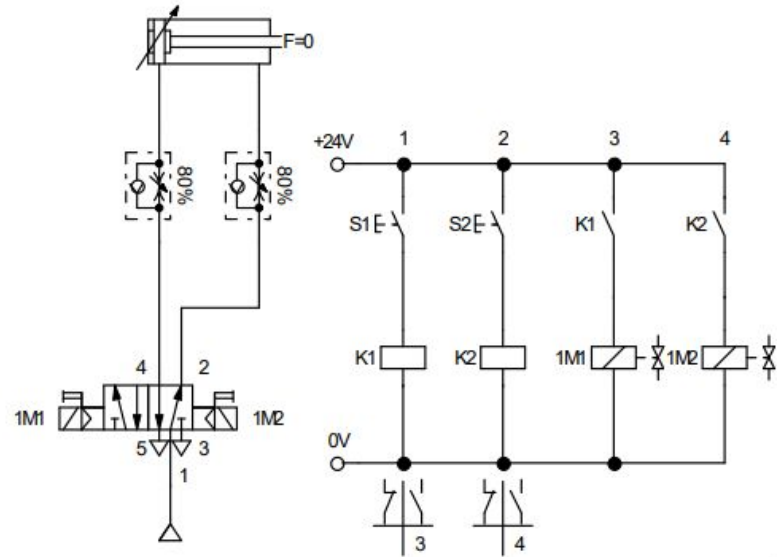 F=0
80%
80%
1 2 3 4
+24V
S1 S2 K1 K2
K1 K2 1M1 1M2
4 2
1M1 1M2
5 3
1
0V
3 4